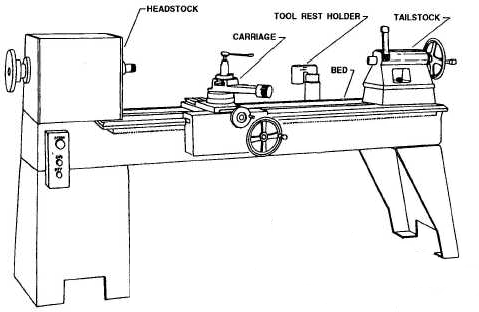 HEADSTOCK
TOOL REST HOLDER
TAILSTOCK
CARRIAGE
BED